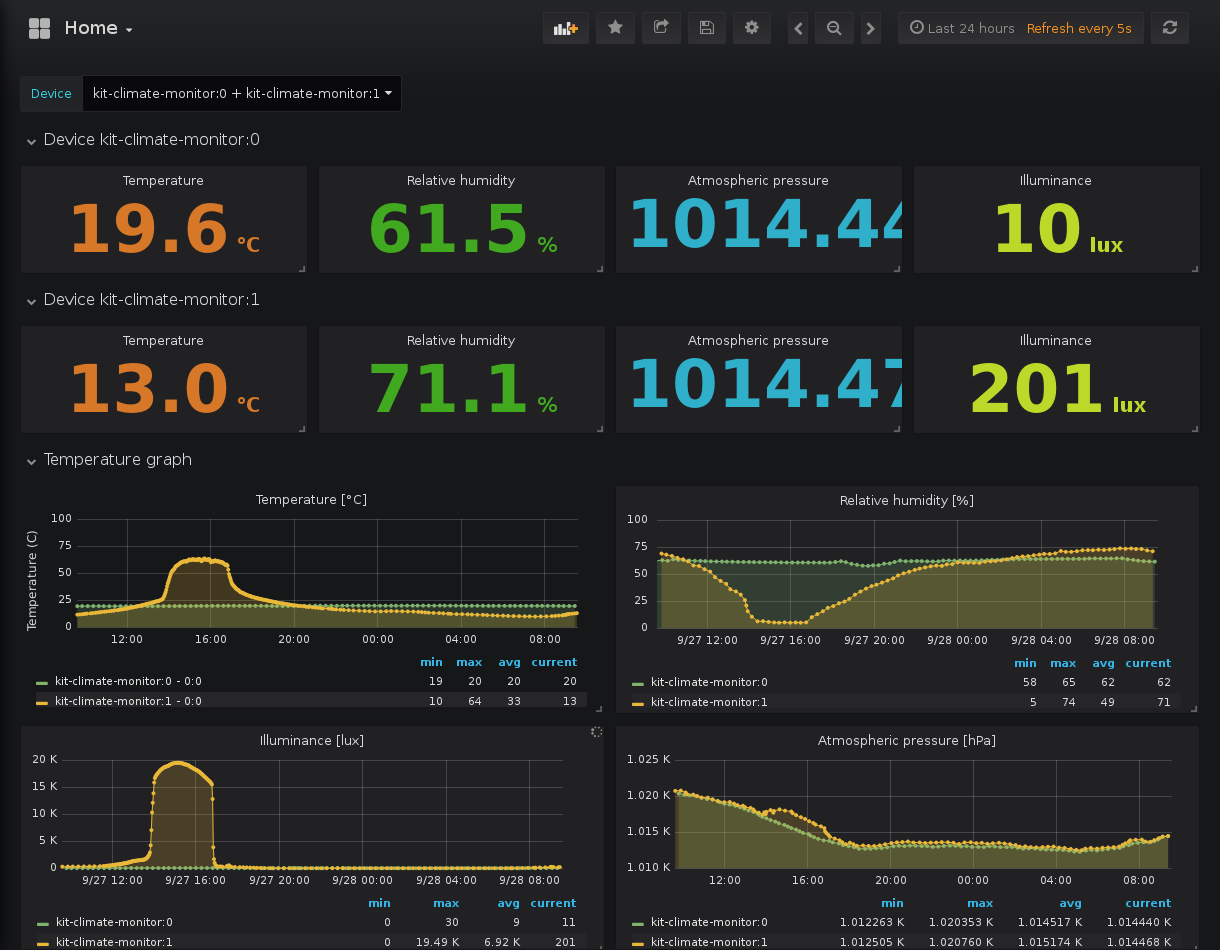 Home
Last 24 hours Refresh every 5s
Device kit-climate-monitor:0 + kit-climate-monitor:1
Device kit-climate-monitor:0
Temperature Relative humidity Atmospheric pressure Illuminance
19.6 °C 61.5 % 1014.44 10 lux
Device kit-climate-monitor:1
Temperature Relative humidity Atmospheric pressure Illuminance
13.0 °C 71.1 % 1014.47 201 lux
Temperature graph
Temperature [°C]
Temperature (C)
100
75
50
25
0
12:00 16:00 20:00 00:00 04:00 08:00
min max avg current
kit-climate-monitor:0 - 0:0 19 20 20 20
kit-climate-monitor:1 - 0:0 10 64 33 13
Relative humidity [%]
100
75
50
25
0
9/27 12:00 9/27 16:00 9/27 20:00 9/28 00:00 9/28 04:00 9/28 08:00
min max avg current
kit-climate-monitor:0 58 65 62 62
kit-climate-monitor:1 5 74 49 71
Illuminance [lux]
20 K
15 K
10 K
5 K
0
9/27 12:00 9/27 16:00 9/27 20:00 9/28 00:00 9/28 04:00 9/28 08:00
min max avg current
kit-climate-monitor:0 0 30 9 11
kit-climate-monitor:1 0 19.49 K 6.92 K 201
Atmospheric pressure [hPa]
1.025 K
1.020 K
1.015 K
1.010 K
12:00 16:00 20:00 00:00 04:00 08:00
min max avg current
kit-climate-monitor:0 1.012263 K 1.020353 K 1.014517 K 1.014440 K
kit-climate-monitor:1 1.012505 K 1.020760 K 1.015174 K 1.014468 K